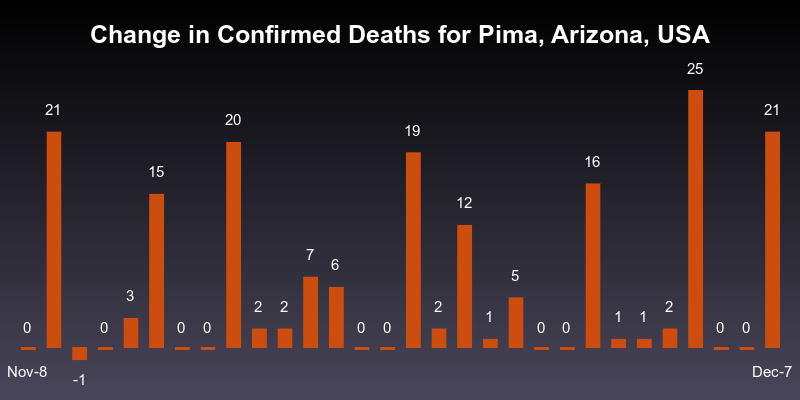 Change in Confirmed Deaths for Pima, Arizona, USA
0 21 -1 0 3 15 0 0 20 2 2 7 6 0 0 19 2 12 1 5 0 0 16 1 1 2 25 0 0 21
Nov-8 Dec-7